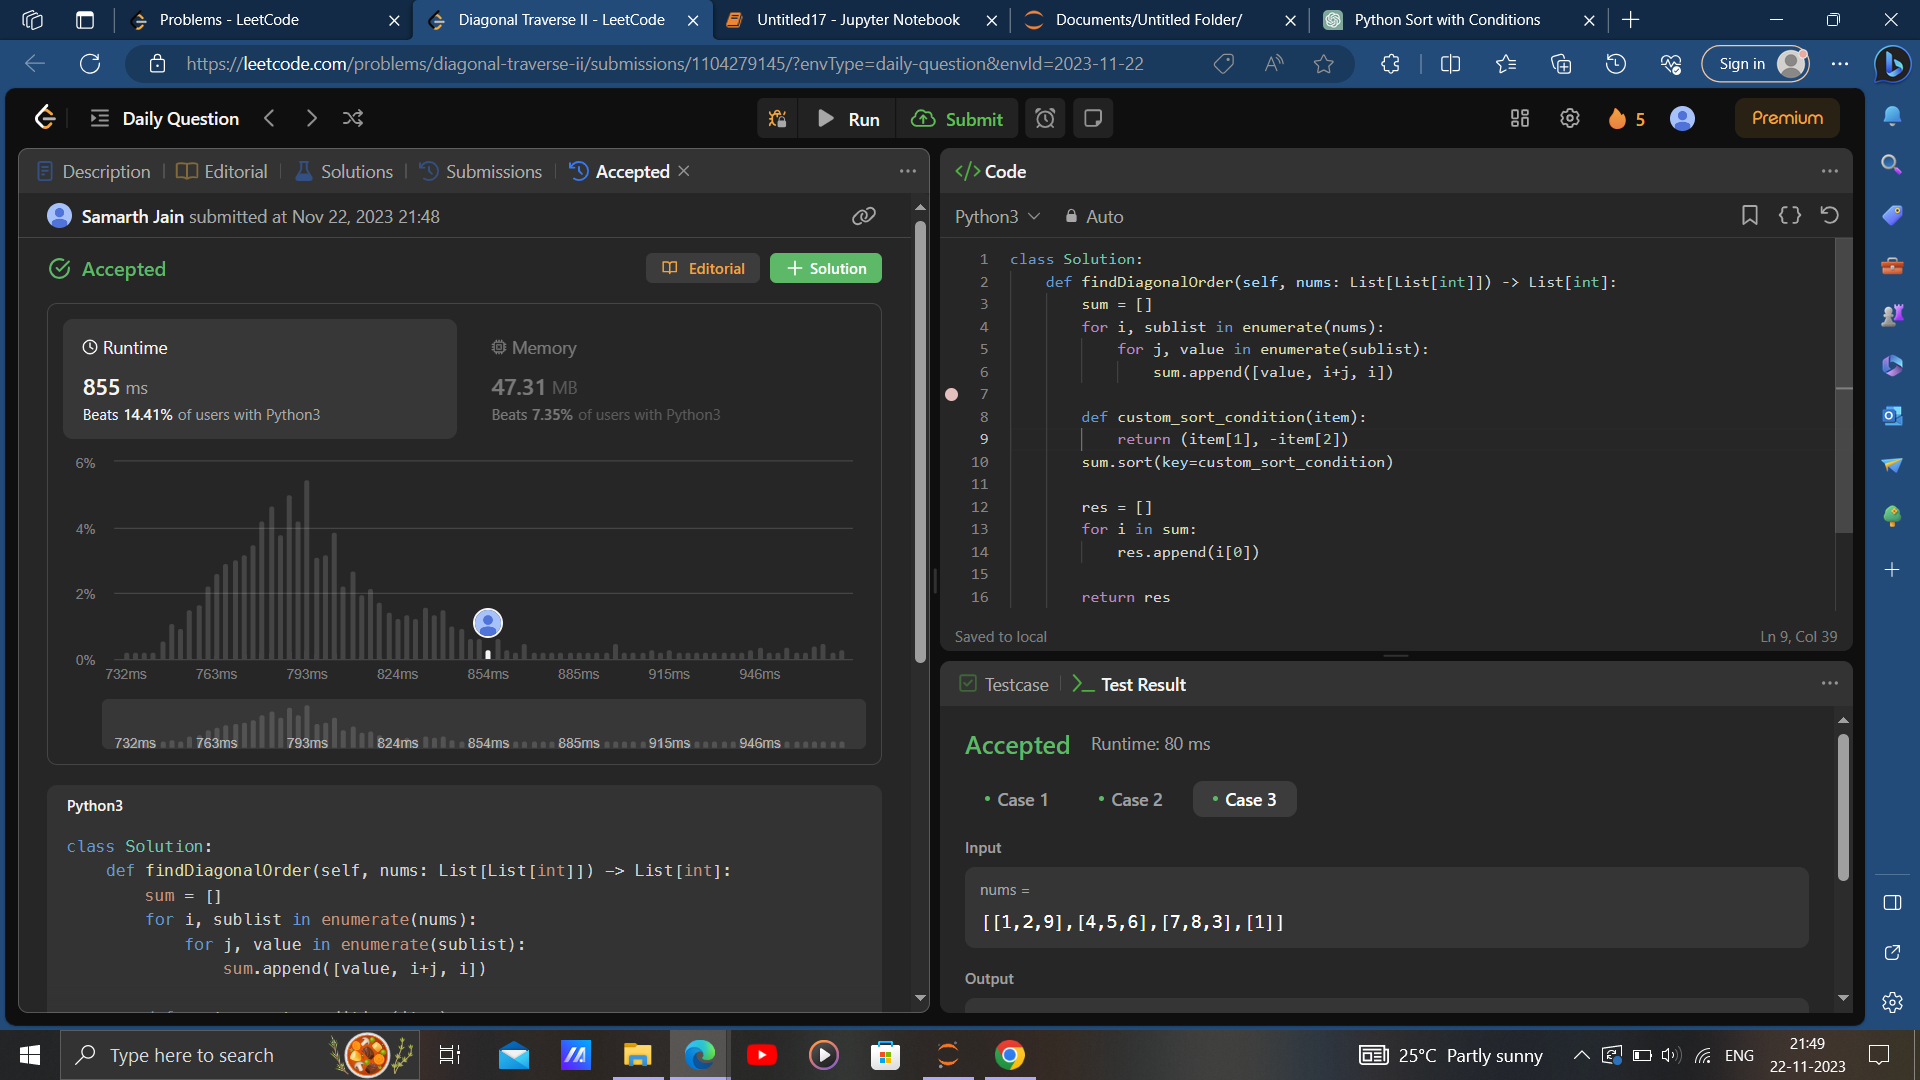 Problems - LeetCode
Diagonal Traverse II - LeetCode
Untitled17 - Jupyter Notebook
Documents/Untitled Folder/
Python Sort with Conditions
https://leetcode.com/problems/diagonal-traverse-ii/submissions/1104279145/?envType=daily-question&envId=2023-11-22
Sign in
Daily Question
Run
Submit
5
Premium
Description
Editorial
Solutions
Submissions
Accepted
Samarth Jain submitted at Nov 22, 2023 21:48
Accepted
Editorial
Solution
Runtime
855 ms
Beats 14.41% of users with Python3
Memory
47.31 MB
Beats 7.35% of users with Python3
6%
4%
2%
0%
732ms 763ms 793ms 824ms 854ms 885ms 915ms 946ms
732ms 763ms 793ms 824ms 854ms 885ms 915ms 946ms
Python3
class Solution:
def findDiagonalOrder(self, nums: List[List[int]]) -> List[int]:
sum = []
for i, sublist in enumerate(nums):
for j, value in enumerate(sublist):
sum.append([value, i+j, i])
Code
Python3
Auto
1 class Solution:
2 def findDiagonalOrder(self, nums: List[List[int]]) -> List[int]:
3 sum = []
4 for i, sublist in enumerate(nums):
5 for j, value in enumerate(sublist):
6 sum.append([value, i+j, i])
7
8 def custom_sort_condition(item):
9 return (item[1], -item[2])
10 sum.sort(key=custom_sort_condition)
11
12 res = []
13 for i in sum:
14 res.append(i[0])
15
16 return res
Saved to local
Ln 9, Col 39
Testcase
Test Result
Accepted
Runtime: 80 ms
Case 1
Case 2
Case 3
Input
nums =
[[1,2,9],[4,5,6],[7,8,3],[1]]
Output
Type here to search
25°C Partly sunny
ENG
21:49
22-11-2023